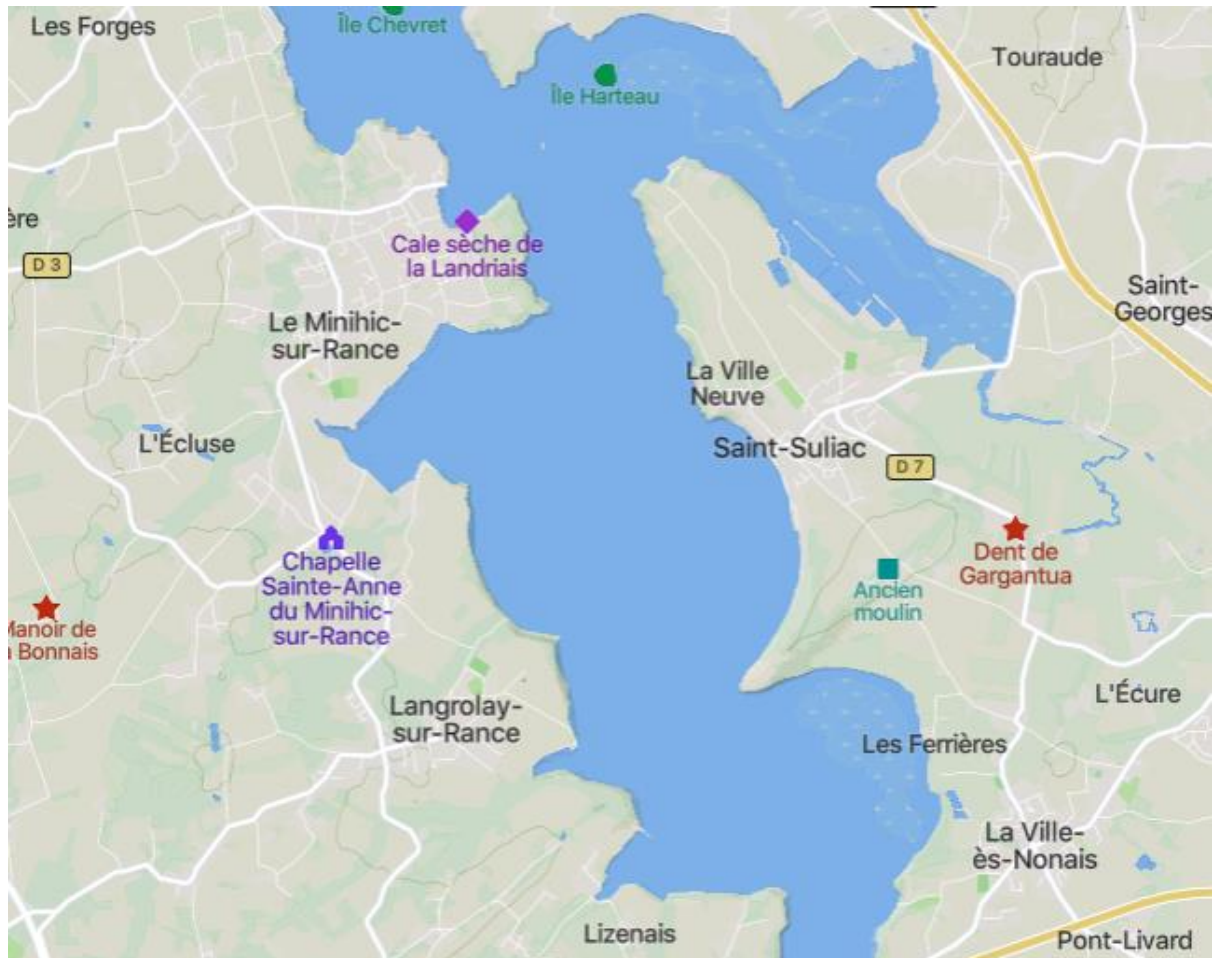 Les Forges
Île Chevret
Île Harteau
Touraude
ère
D 3
Cale sèche de
la Landriais
Saint-
Georges
Le Minihic-
sur-Rance
La Ville
Neuve
L'Écluse
Saint-Suliac
D 7
Chapelle
Sainte-Anne
du Minihic-
sur-Rance
Dent de
Gargantua
Ancien
moulin
Manoir de
a Bonnais
Langrolay-
sur-Rance
L'Écure
Les Ferrières
La Ville-
ès-Nonais
Lizenais
Pont-Livard